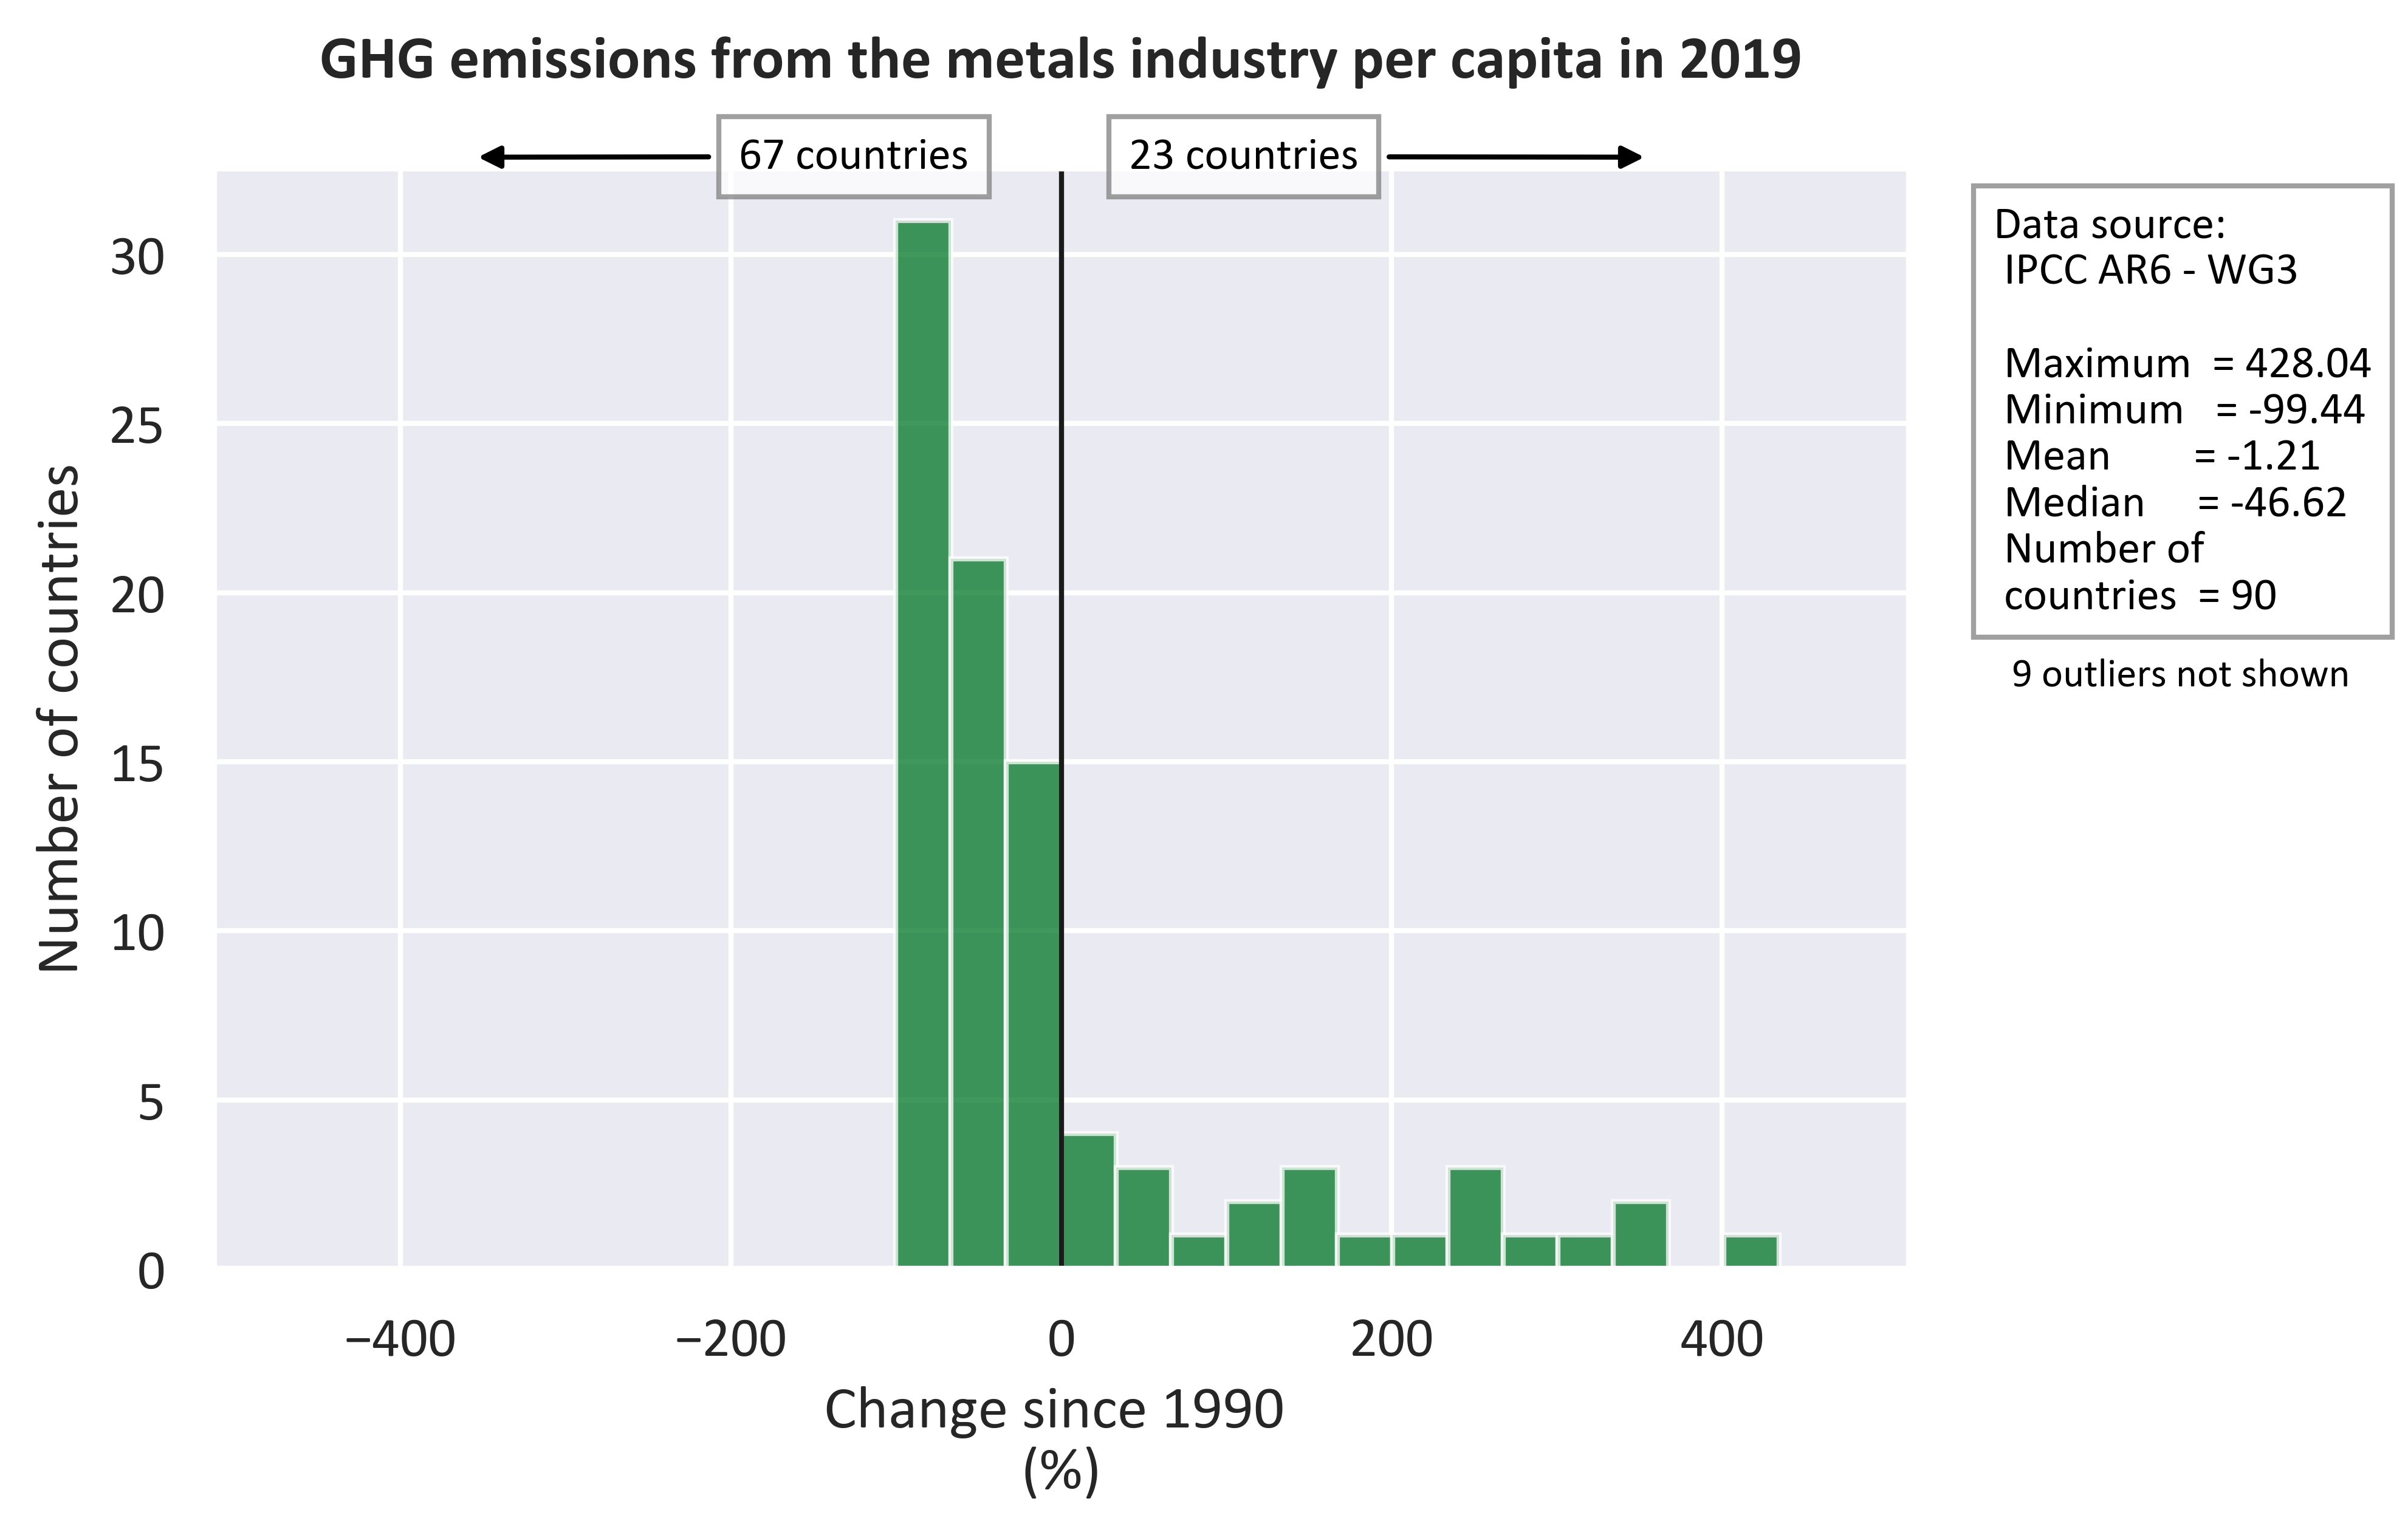 GHG emissions from the metals industry per capita in 2019
67 countries
23 countries
30
25
20
15
10
5
0
Number of countries
−400
−200
0
200
400
Change since 1990
(%)
Data source:
IPCC AR6 - WG3
Maximum = 428.04
Minimum = -99.44
Mean = -1.21
Median = -46.62
Number of
countries = 90
9 outliers not shown